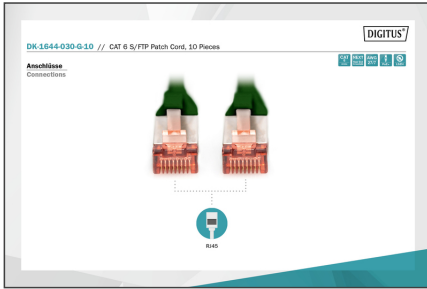 DIGITUS®
DK-1644-030-G-10 // CAT 6 S/FTP Patch Cord, 10 Pieces
Anschlüsse
Connections
RJ45